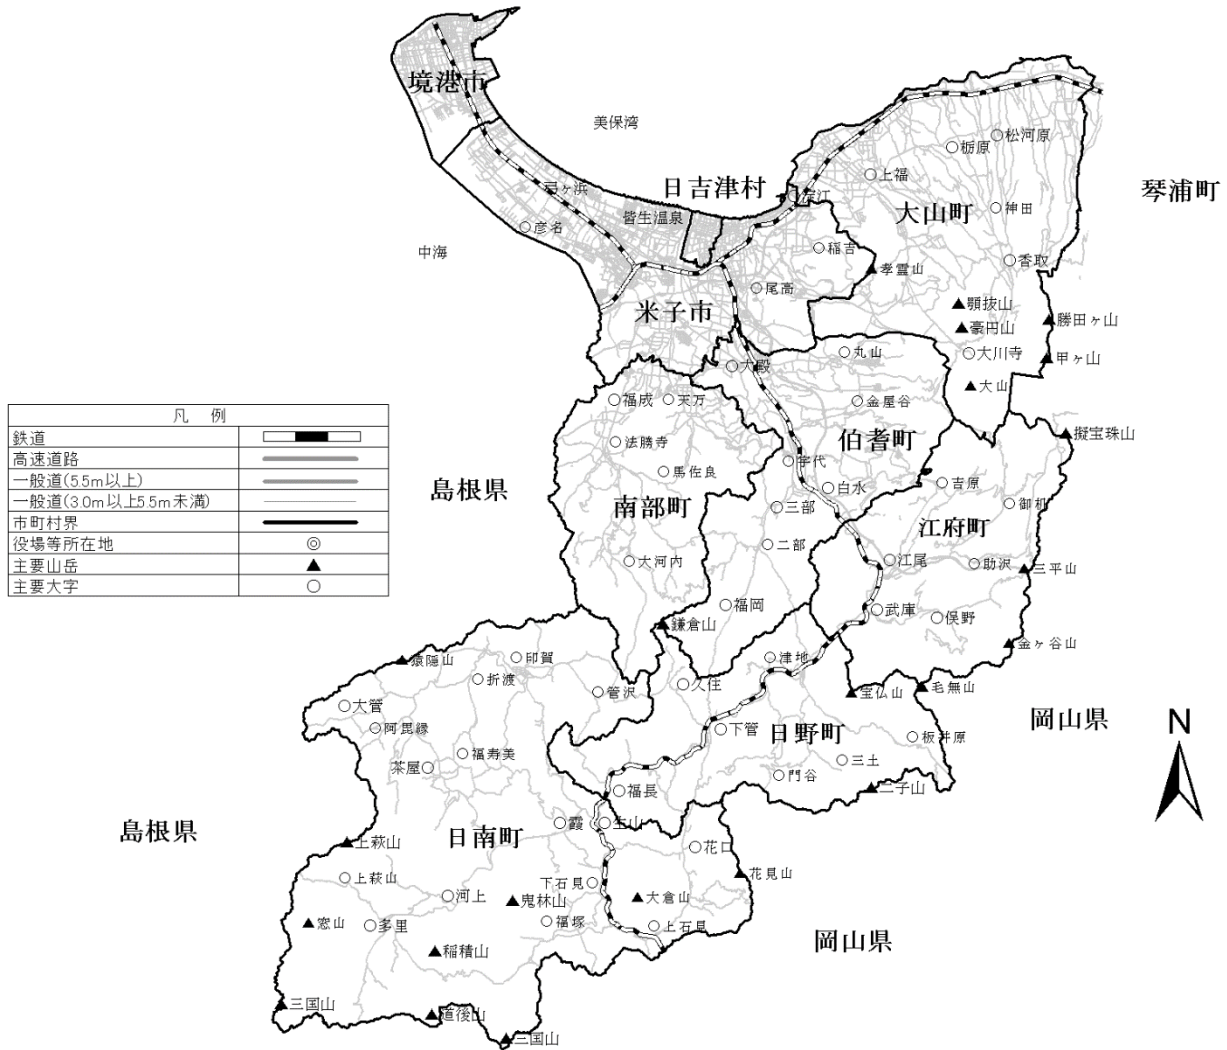 境港市
美保湾
松河原
栃原
上福
日吉津村
琴浦町
弓ヶ浜
淀江
大山町
神田
皆生温泉
彦名
中海
稲吉
香取
孝霊山
尾高
米子市
顎抜山
豪円山
勝田ヶ山
丸山
大川寺
甲ヶ山
大殿
大山
福成
天万
金屋谷
凡 例
鉄道
高速道路
一般道(5.5m以上)
一般道(3.0m以上5.5m未満)
市町村界
役場等所在地
主要山岳
主要大字
法勝寺
伯耆町
擬宝珠山
宇代
馬佐良
島根県
吉原
白水
御机
南部町
三部
江府町
二部
大河内
江尾
助沢
三平山
福岡
武庫
俣野
鎌倉山
金ヶ谷山
猿隠山
印賀
津地
折渡
管沢
久住
宝仏山
毛無山
大管
岡山県
N
阿毘縁
下管
日野町
板井原
福寿美
茶屋
三土
門谷
福長
二子山
島根県
日南町
霞
生山
上萩山
花口
花見山
上萩山
下石見
河上
鬼林山
大倉山
窓山
多里
福塚
上石見
岡山県
稲積山
三国山
道後山
三国山